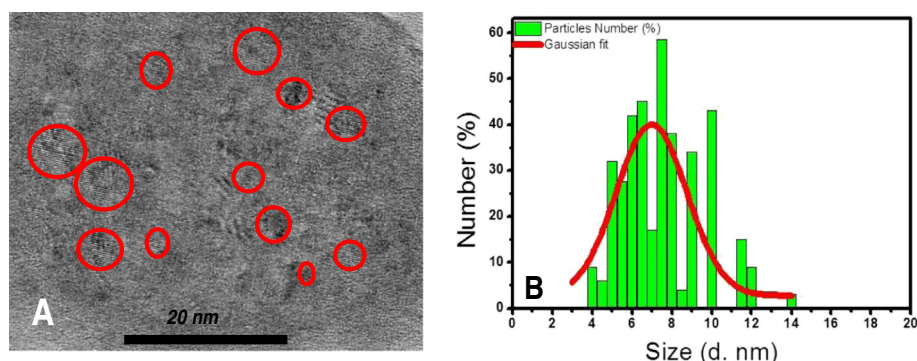 A
20 nm
Particles Number (%)
Gaussian fit
Number (%)
60
50
40
30
20
10
0
B
0 2 4 6 8 10 12 14 16 18 20
Size (d. nm)